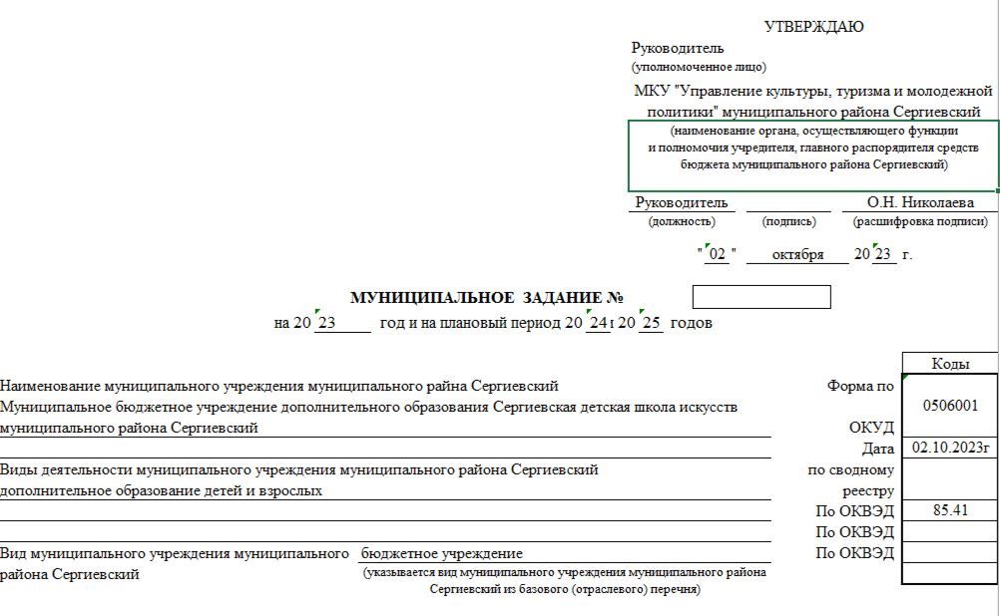 УТВЕРЖДАЮ
Руководитель
(уполномоченное лицо)
МКУ "Управление культуры, туризма и молодежной
политики" муниципального района Сергиевский
(наименование органа, осуществляющего функции
и полномочия учредителя, главного распорядителя средств
бюджета муниципального района Сергиевский)
Руководитель О.Н. Николаева
(должность) (подпись) (расшифровка подписи)
" 02 " октября 20 23 г.
МУНИЦИПАЛЬНОЕ ЗАДАНИЕ №
на 20 23 год и на плановый период 20 24 и 20 25 годов
Коды
Наименование муниципального учреждения муниципального райна Сергиевский Форма по
Муниципальное бюджетное учреждение дополнительного образования Сергиевская детская школа искусств 0506001
муниципального района Сергиевский ОКУД
Дата 02.10.2023г
Виды деятельности муниципального учреждения муниципального района Сергиевский по сводному
дополнительное образование детей и взрослых реестру
По ОКВЭД 85.41
По ОКВЭД
Вид муниципального учреждения муниципального бюджетное учреждение По ОКВЭД
района Сергиевский (указывается вид муниципального учреждения муниципального района
Сергиевский из базового (отраслевого) перечня)